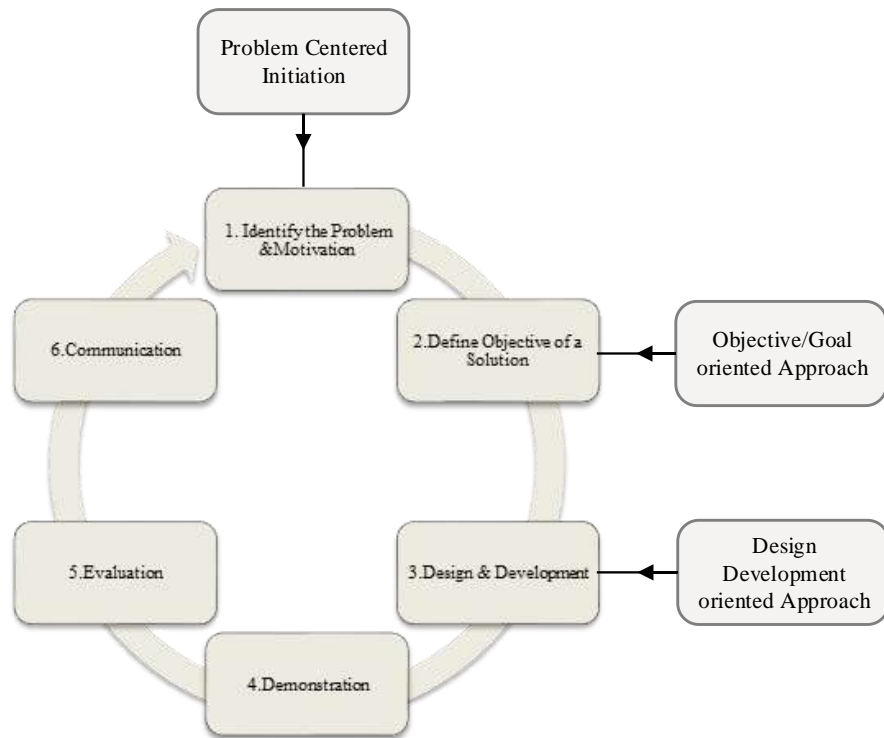 Problem Centered
Initiation
1. Identify the Problem
&Motivation
2.Define Objective of a
Solution
Objective/Goal
oriented Approach
6.Communication
5.Evaluation
3.Design & Development
Design
Development
oriented Approach
4.Demonstration